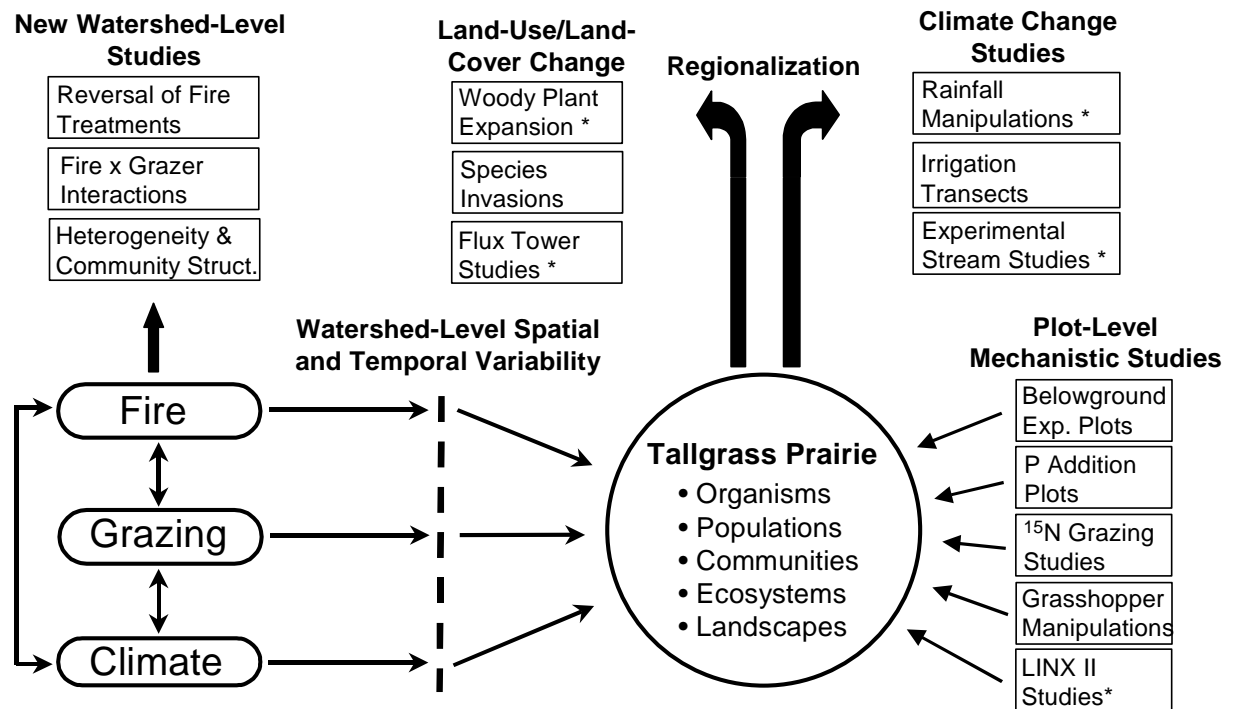 New Watershed-Level
Studies
Reversal of Fire
Treatments
Fire x Grazer
Interactions
Heterogeneity &
Community Struct.
Land-Use/Land-
Cover Change
Woody Plant
Expansion *
Species
Invasions
Flux Tower
Studies *
Regionalization
Climate Change
Studies
Rainfall
Manipulations *
Irrigation
Transects
Experimental
Stream Studies *
Watershed-Level Spatial
and Temporal Variability
Fire
Grazing
Climate
Tallgrass Prairie
• Organisms
• Populations
• Communities
• Ecosystems
• Landscapes
Plot-Level
Mechanistic Studies
Belowground
Exp. Plots
P Addition
Plots
¹⁵N Grazing
Studies
Grasshopper
Manipulations
LINX II
Studies*